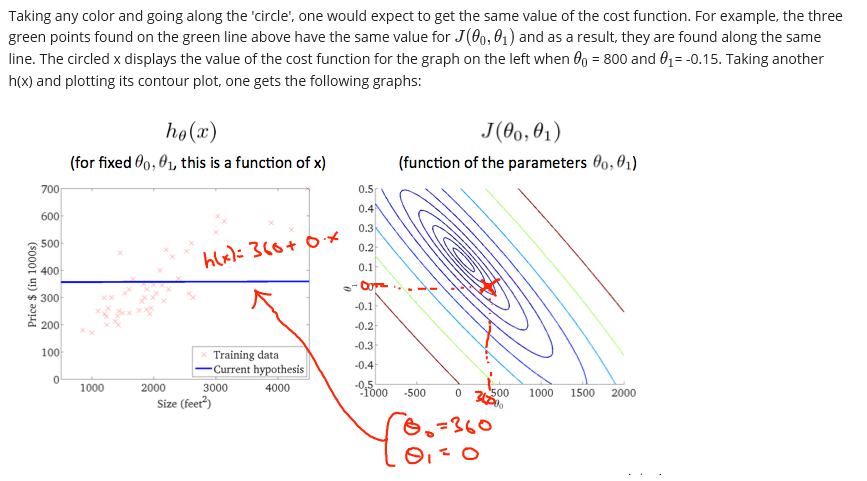 Taking any color and going along the 'circle', one would expect to get the same value of the cost function. For example, the three
green points found on the green line above have the same value for J(θ₀, θ₁) and as a result, they are found along the same
line. The circled x displays the value of the cost function for the graph on the left when θ₀ = 800 and θ₁= -0.15. Taking another
h(x) and plotting its contour plot, one gets the following graphs:
hθ(x)
(for fixed θ₀, θ₁, this is a function of x)
700
600
500
400
300
200
100
0
Price $ (in 1000s)
h(x) = 360 + 0·x
Training data
Current hypothesis
1000 2000 3000 4000
Size (feet²)
J(θ₀, θ₁)
(function of the parameters θ₀, θ₁)
0.5
0.4
0.3
0.2
0.1
0
-0.1
-0.2
-0.3
-0.4
-0.5
θ₁
-1000 -500 0 500 1000 1500 2000
360
θ₀
θ₀ = 360
θ₁ = 0